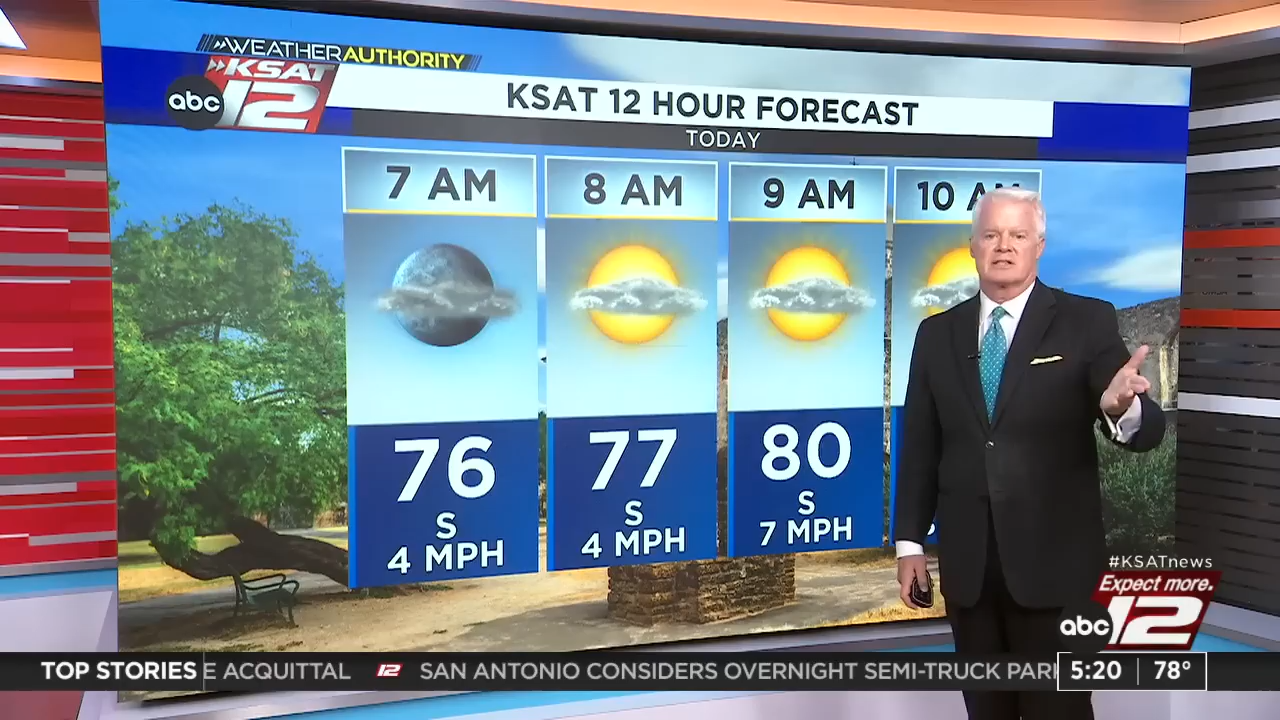 WEATHER AUTHORITY
KSAT
abc 12
KSAT 12 HOUR FORECAST
TODAY
7 AM
8 AM
9 AM
10 AM
76
S
4 MPH
77
S
4 MPH
80
S
7 MPH
#KSATnews
Expect more.
abc 12
TOP STORIES E ACQUITTAL 12 SAN ANTONIO CONSIDERS OVERNIGHT SEMI-TRUCK PARK 5:20 78°